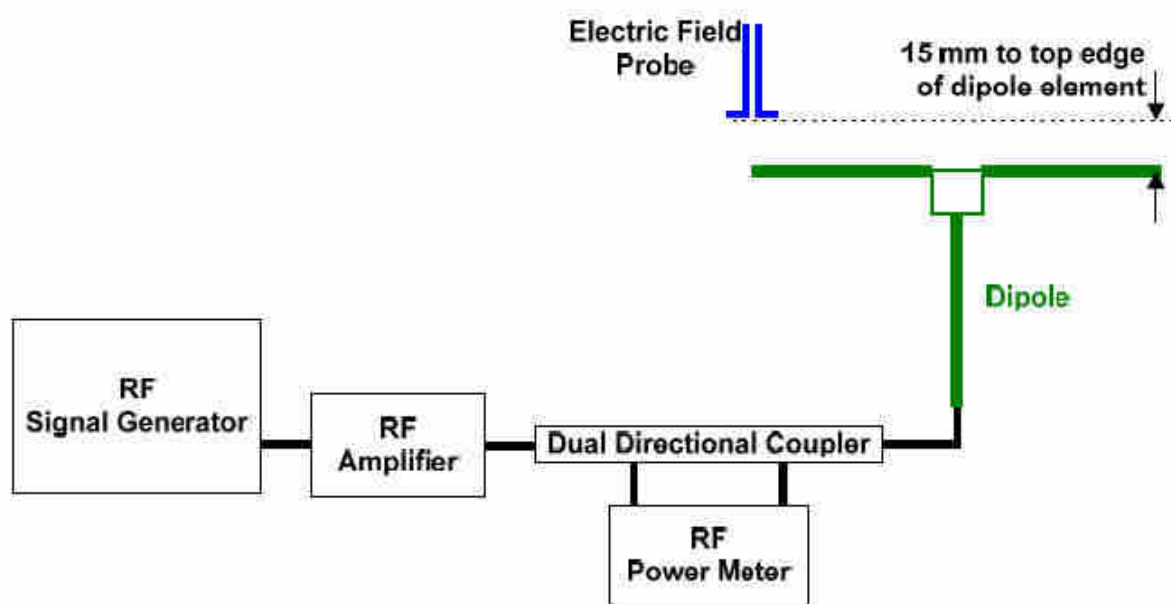 Electric Field
Probe
15 mm to top edge
of dipole element
Dipole
RF
Signal Generator
RF
Amplifier
Dual Directional Coupler
RF
Power Meter